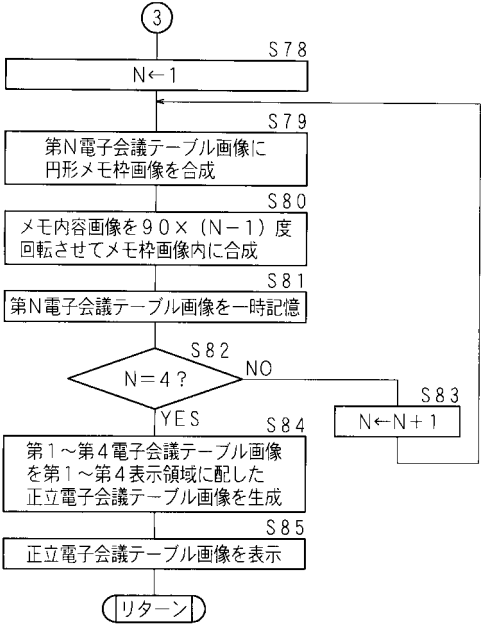 3
S78
N←1
S79
第N電子会議テーブル画像に
円形メモ枠画像を合成
S80
メモ内容画像を90×(N−1)度
回転させてメモ枠画像内に合成
S81
第N電子会議テーブル画像を一時記憶
S82
N=4?
NO
S83
N←N+1
YES
S84
第1〜第4電子会議テーブル画像
を第1〜第4表示領域に配した
正立電子会議テーブル画像を生成
S85
正立電子会議テーブル画像を表示
リターン